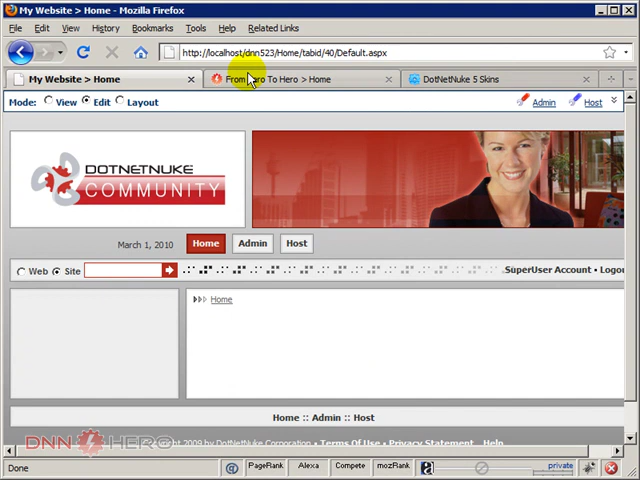 My Website > Home - Mozilla Firefox
File Edit View History Bookmarks Tools Help Related Links
http://localhost/dnn523/Home/tabid/40/Default.aspx
My Website > Home From Zero To Hero > Home DotNetNuke 5 Skins
Mode: View Edit Layout Admin Host
DOTNETNUKE
COMMUNITY
March 1, 2010 Home Admin Host
Web Site SuperUser Account • Logou
Home
Home :: Admin :: Host
DNN HERO
Copyright 2009 by DotNetNuke Corporation • Terms Of Use • Privacy Statement Help
Done PageRank Alexa Compete mozRank a private